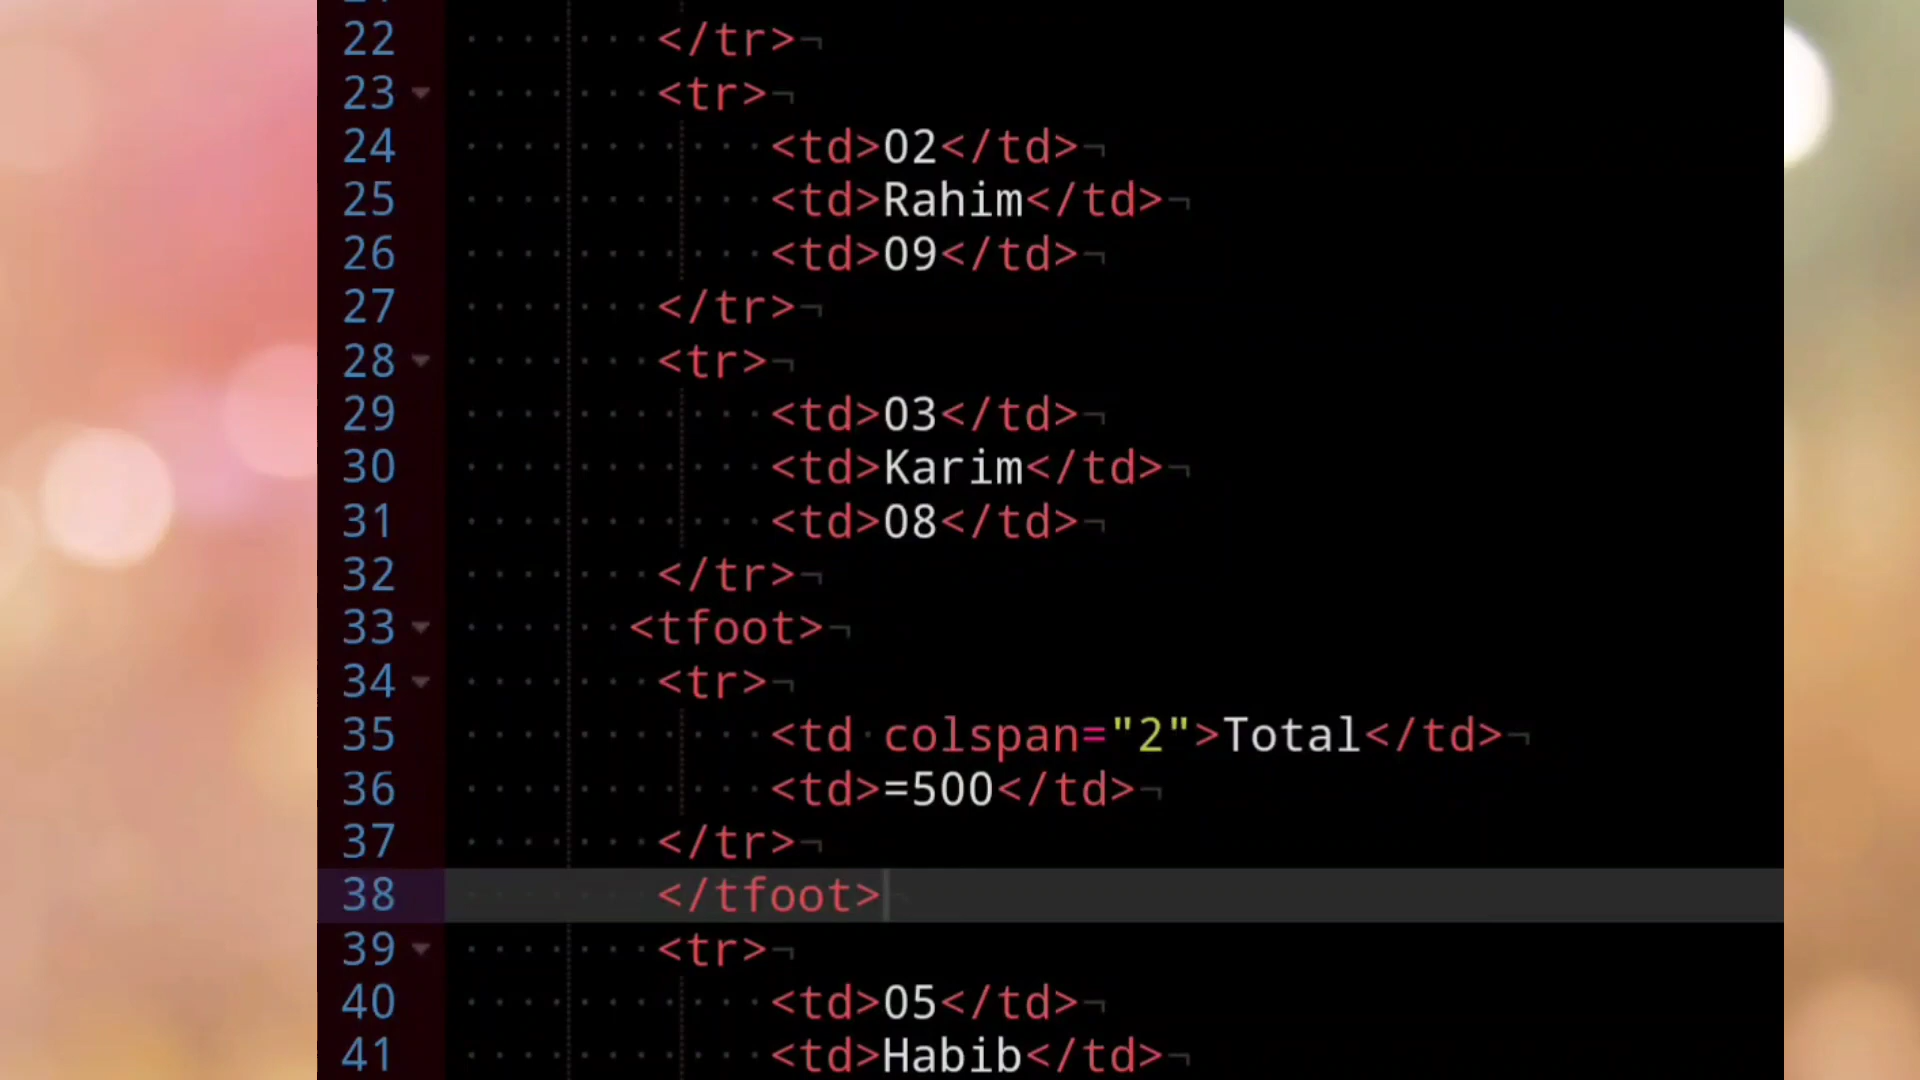 22 </tr>¬
23 <tr>¬
24 <td>02</td>¬
25 <td>Rahim</td>¬
26 <td>09</td>¬
27 </tr>¬
28 <tr>¬
29 <td>03</td>¬
30 <td>Karim</td>¬
31 <td>08</td>¬
32 </tr>¬
33 <tfoot>¬
34 <tr>¬
35 <td colspan="2">Total</td>¬
36 <td>=500</td>¬
37 </tr>¬
38 </tfoot>¬
39 <tr>¬
40 <td>05</td>¬
41 <td>Habib</td>¬